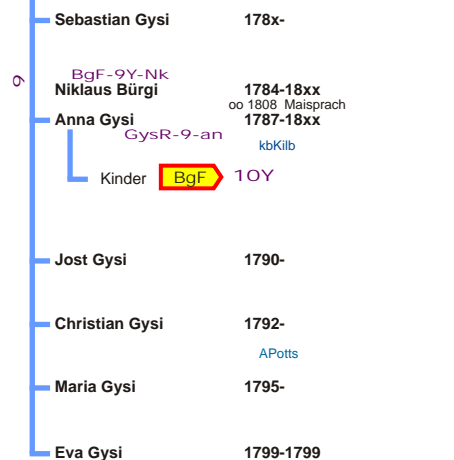 Sebastian Gysi 178x-
9
BgF-9Y-Nk
Niklaus Bürgi 1784-18xx
oo 1808 Maisprach
Anna Gysi 1787-18xx
GysR-9-an
kbKilb
Kinder BgF 10Y
Jost Gysi 1790-
Christian Gysi 1792-
APotts
Maria Gysi 1795-
Eva Gysi 1799-1799